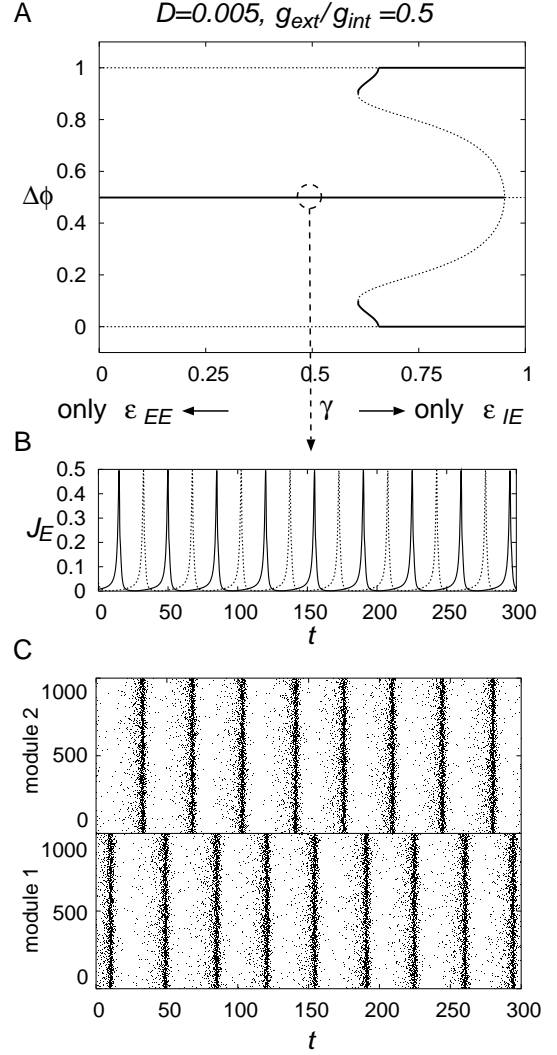 A
D=0.005, g_ext/g_int =0.5
1
0.8
0.6
Δϕ
0.4
0.2
0
0 0.25 0.5 0.75 1
only ε_EE ← γ → only ε_IE
B
0.5
0.4
0.3
J_E
0.2
0.1
0
0 50 100 150 200 250 300
t
C
1000
module 2
500
0
1000
module 1
500
0
0 50 100 150 200 250 300
t